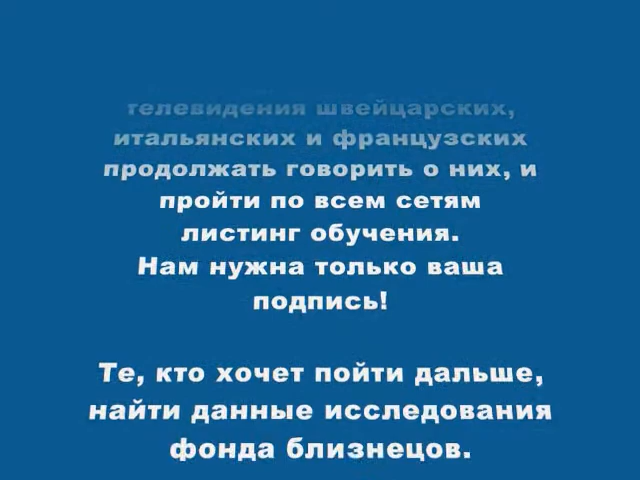 телевидения швейцарских,
итальянских и французских
продолжать говорить о них, и
пройти по всем сетям
листинг обучения.
Нам нужна только ваша
подпись!
Те, кто хочет пойти дальше,
найти данные исследования
фонда близнецов.